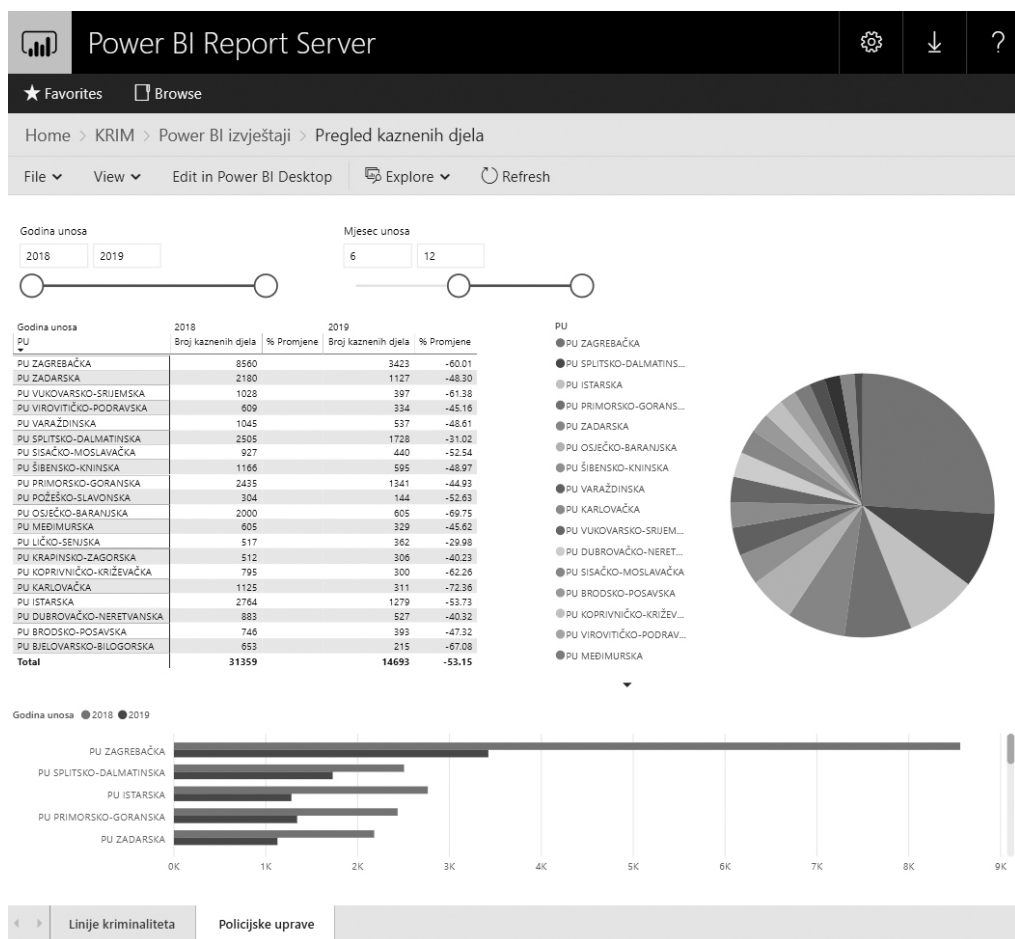 Power BI Report Server
?
Favorites Browse
Home > KRIM > Power BI izvještaji > Pregled kaznenih djela
File View Edit in Power BI Desktop Explore Refresh
Godina unosa
2018 2019
Mjesec unosa
6 12
Godina unosa 2018 2019
PU Broj kaznenih djela % Promjene Broj kaznenih djela % Promjene
PU ZAGREBAČKA 8560 3423 -60.01
PU ZADARSKA 2180 1127 -48.30
PU VUKOVARSKO-SRIJEMSKA 1028 397 -61.38
PU VIROVITIČKO-PODRAVSKA 609 334 -45.16
PU VARAŽDINSKA 1045 537 -48.61
PU SPLITSKO-DALMATINSKA 2505 1728 -31.02
PU SISAČKO-MOSLAVAČKA 927 440 -52.54
PU ŠIBENSKO-KNINSKA 1166 595 -48.97
PU PRIMORSKO-GORANSKA 2435 1341 -44.93
PU POŽEŠKO-SLAVONSKA 304 144 -52.63
PU OSJEČKO-BARANJSKA 2000 605 -69.75
PU MEĐIMURSKA 605 329 -45.62
PU LIČKO-SENJSKA 517 362 -29.98
PU KRAPINSKO-ZAGORSKA 512 306 -40.23
PU KOPRIVNIČKO-KRIŽEVAČKA 795 300 -62.26
PU KARLOVAČKA 1125 311 -72.36
PU ISTARSKA 2764 1279 -53.73
PU DUBROVAČKO-NERETVANSKA 883 527 -40.32
PU BRODSKO-POSAVSKA 746 393 -47.32
PU BJELOVARSKO-BILOGORSKA 653 215 -67.08
Total 31359 14693 -53.15
PU
PU ZAGREBAČKA
PU SPLITSKO-DALMATINS...
PU ISTARSKA
PU PRIMORSKO-GORANS...
PU ZADARSKA
PU OSJEČKO-BARANJSKA
PU ŠIBENSKO-KNINSKA
PU VARAŽDINSKA
PU KARLOVAČKA
PU VUKOVARSKO-SRIJEM...
PU DUBROVAČKO-NERET...
PU SISAČKO-MOSLAVAČKA
PU BRODSKO-POSAVSKA
PU KOPRIVNIČKO-KRIŽEV...
PU VIROVITIČKO-PODRAV...
PU MEĐIMURSKA
Godina unosa 2018 2019
PU ZAGREBAČKA
PU SPLITSKO-DALMATINSKA
PU ISTARSKA
PU PRIMORSKO-GORANSKA
PU ZADARSKA
0K 1K 2K 3K 4K 5K 6K 7K 8K 9K
Linije kriminaliteta Policijske uprave